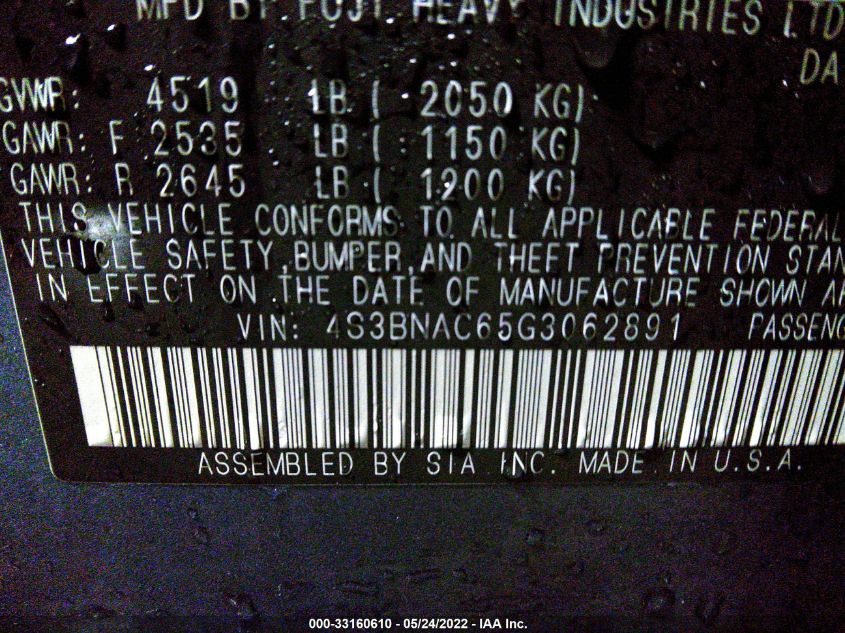 MFD BY FUJI HEAVY INDUSTRIES LTD
DA
GVWR: 4519 LB ( 2050 KG)
GAWR: F 2535 LB ( 1150 KG)
GAWR: R 2645 LB ( 1200 KG)
THIS VEHICLE CONFORMS TO ALL APPLICABLE FEDERAL
VEHICLE SAFETY, BUMPER, AND THEFT PREVENTION STAN
IN EFFECT ON THE DATE OF MANUFACTURE SHOWN AB
VIN: 4S3BNAC65G3062891 PASSENG
ASSEMBLED BY SIA INC. MADE IN U.S.A.
000-33160610 - 05/24/2022 - IAA Inc.